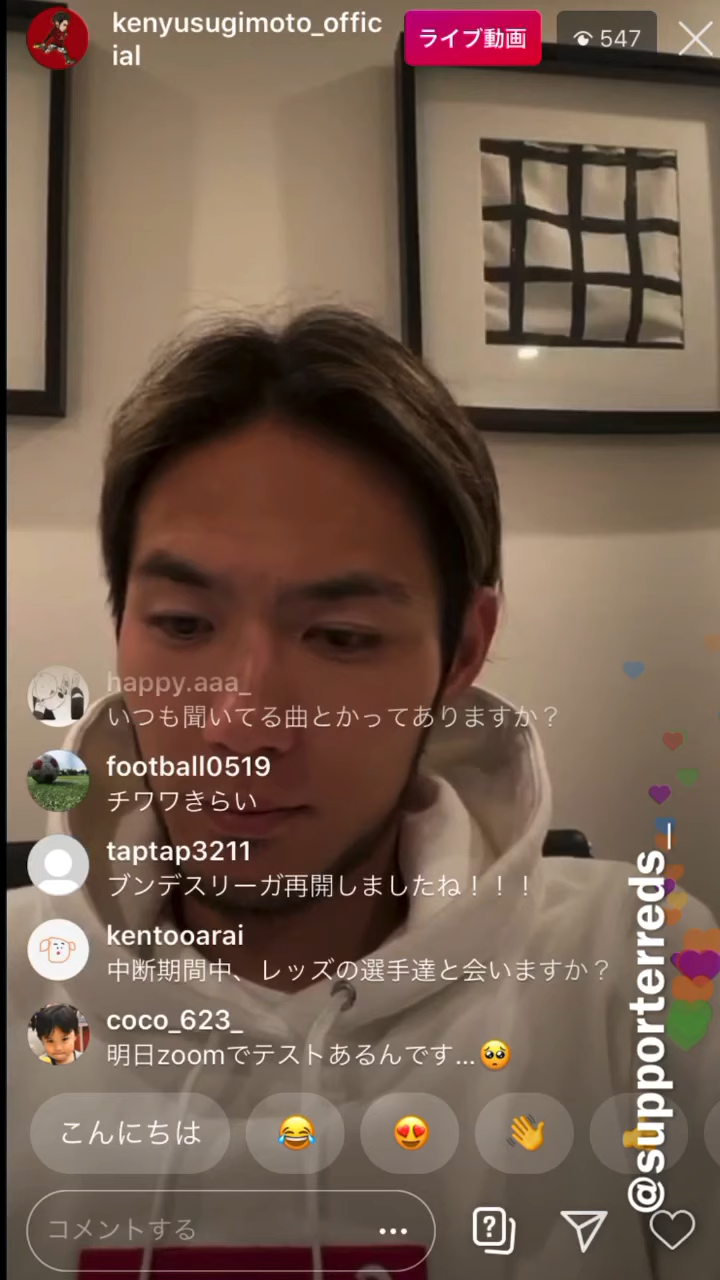 kenyusugimoto_offic
ial
ライブ動画
547
happy.aaa_
いつも聞いてる曲とかってありますか？
football0519
チワワきらい
taptap3211
ブンデスリーガ再開しましたね！！！
kentooarai
中断期間中、レッズの選手達と会いますか？
coco_623_
明日zoomでテストあるんです...🥺
こんにちは
コメントする
@supporterreds_